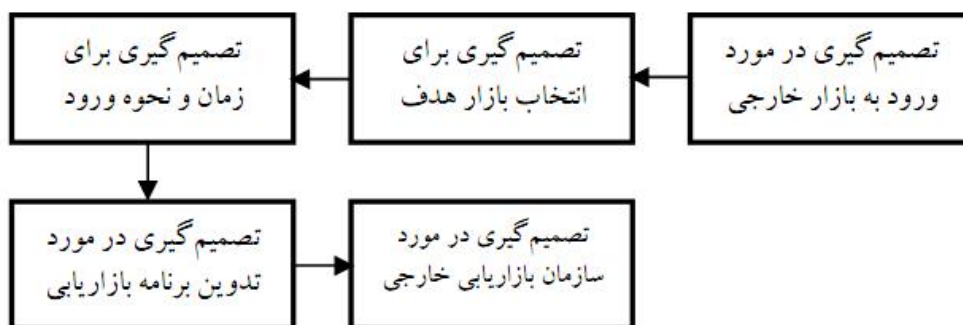 تصمیم‌گیری در مورد
ورود به بازار خارجی
تصمیم‌گیری برای
انتخاب بازار هدف
تصمیم‌گیری برای
زمان و نحوه ورود
تصمیم‌گیری در مورد
تدوین برنامه بازاریابی
تصمیم‌گیری در مورد
سازمان بازاریابی خارجی